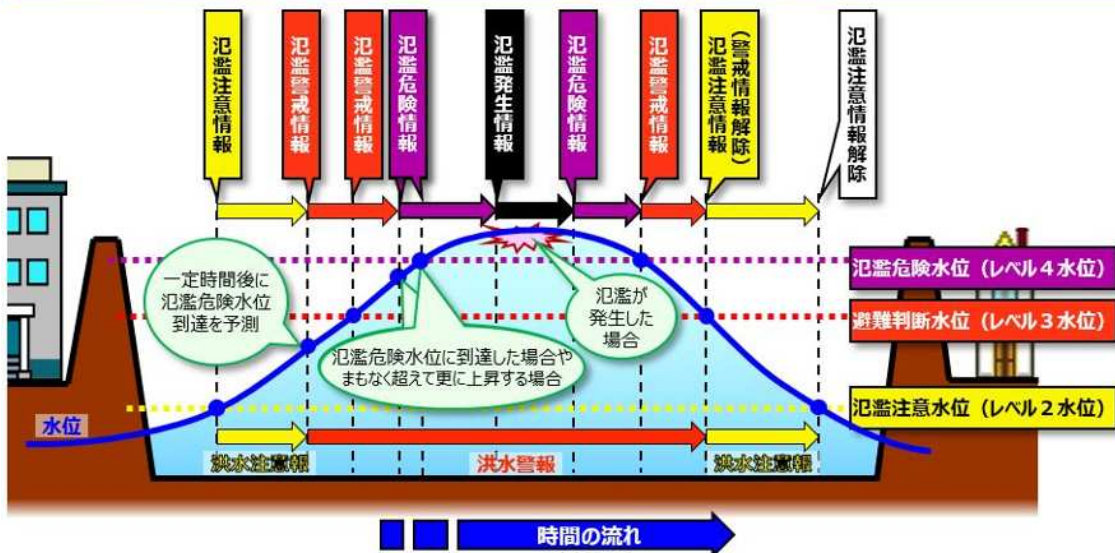 氾濫注意情報
氾濫警戒情報
氾濫警戒情報
氾濫危険情報
氾濫発生情報
氾濫危険情報
氾濫警戒情報
(警戒情報解除)
氾濫注意情報
氾濫注意情報解除
一定時間後に
氾濫危険水位
到達を予測
氾濫が
発生した
場合
氾濫危険水位に到達した場合や
まもなく超えて更に上昇する場合
氾濫危険水位(レベル4水位)
避難判断水位(レベル3水位)
氾濫注意水位(レベル2水位)
水位
洪水注意報
洪水警報
洪水注意報
時間の流れ